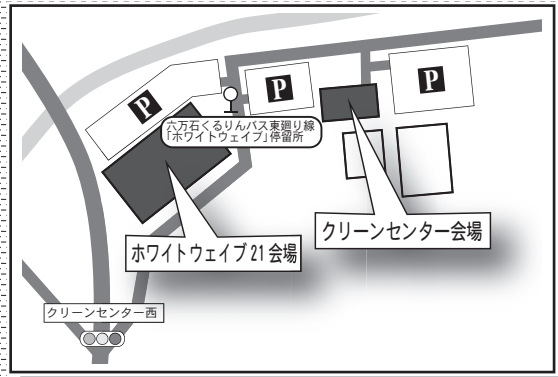 P
P
P
六万石くるりんバス東廻り線
「ホワイトウェイブ」停留所
クリーンセンター会場
ホワイトウェイブ21会場
クリーンセンター西